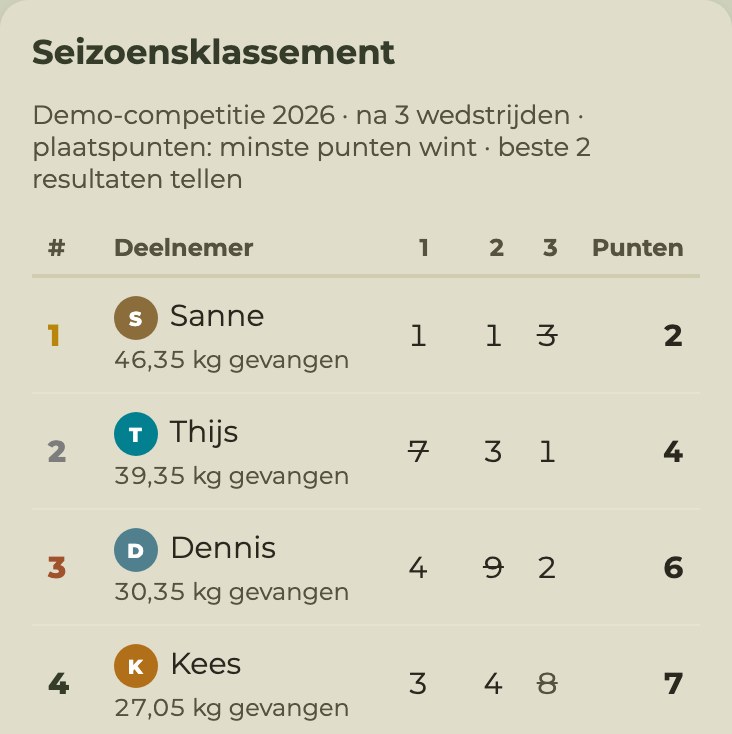 Seizoensklassement
Demo-competitie 2026 · na 3 wedstrijden ·
plaatspunten: minste punten wint · beste 2
resultaten tellen
# Deelnemer 1 2 3 Punten
1 S Sanne 1 1 3 2
46,35 kg gevangen
2 T Thijs 7 3 1 4
39,35 kg gevangen
3 D Dennis 4 9 2 6
30,35 kg gevangen
4 K Kees 3 4 8 7
27,05 kg gevangen